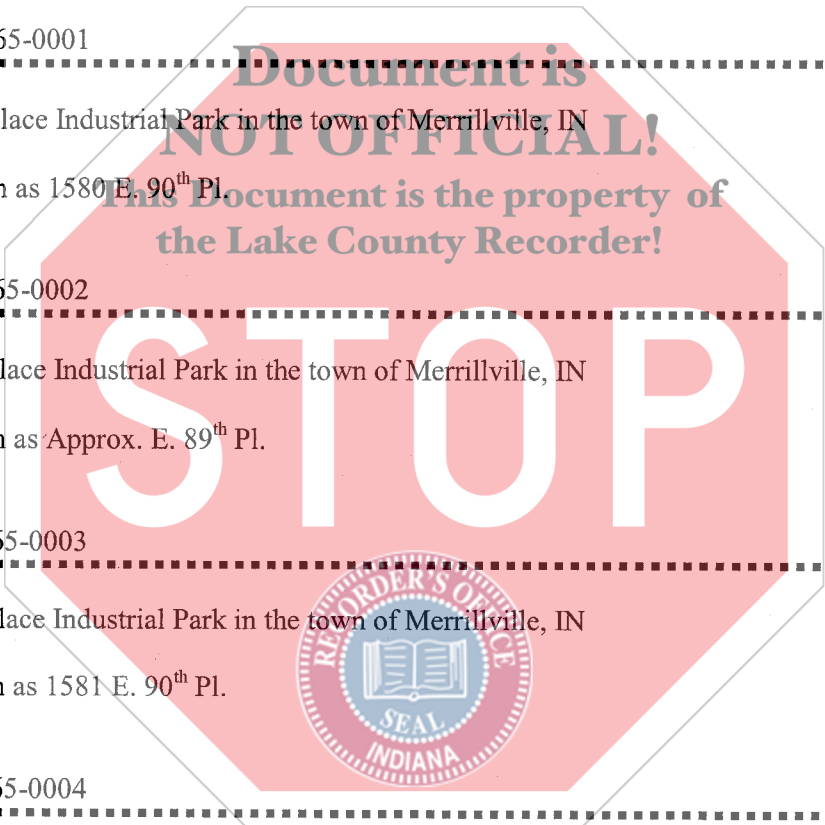 65-0001
Document is
lace Industrial Park in the town of Merrillville, IN
NOT OFFICIAL!
n as 1580 E. 90th Pl.
This Document is the property of
the Lake County Recorder!
65-0002
STOP
lace Industrial Park in the town of Merrillville, IN
n as Approx. E. 89th Pl.
65-0003
RECORDER'S OFFICE
lace Industrial Park in the town of Merrillville, IN
n as 1581 E. 90th Pl.
SEAL
INDIANA
65-0004